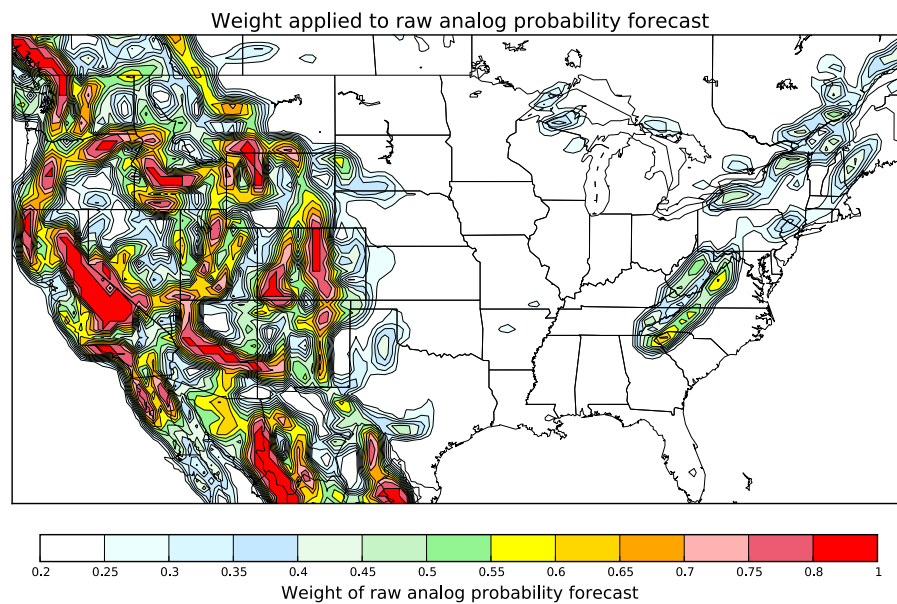 Weight applied to raw analog probability forecast
0.2 0.25 0.3 0.35 0.4 0.45 0.5 0.55 0.6 0.65 0.7 0.75 0.8 1
Weight of raw analog probability forecast